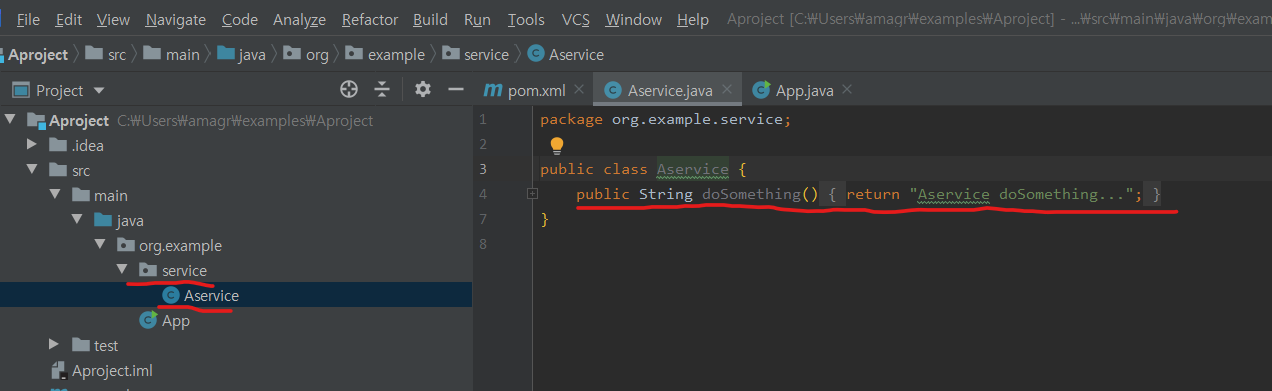 File Edit View Navigate Code Analyze Refactor Build Run Tools VCS Window Help Aproject [C:₩Users₩amagr₩examples₩Aproject] - ...₩src₩main₩java₩org₩exam
Aproject src main java org example service Aservice
Project pom.xml Aservice.java App.java
Aproject C:₩Users₩amagr₩examples₩Aproject
.idea
src
main
java
org.example
service
Aservice
App
test
Aproject.iml
1 package org.example.service;
2
3 public class Aservice {
4 public String doSomething() { return "Aservice doSomething..."; }
7 }
8